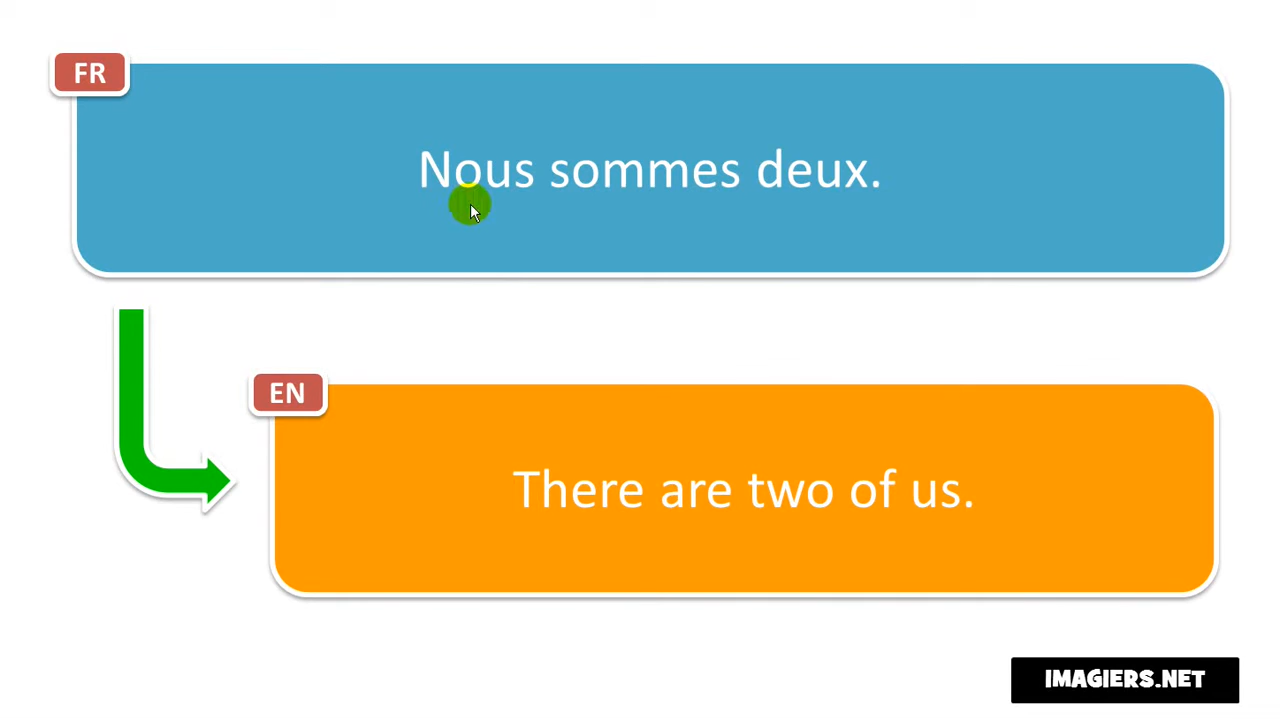 FR
Nous sommes deux.
EN
There are two of us.
IMAGIERS.NET